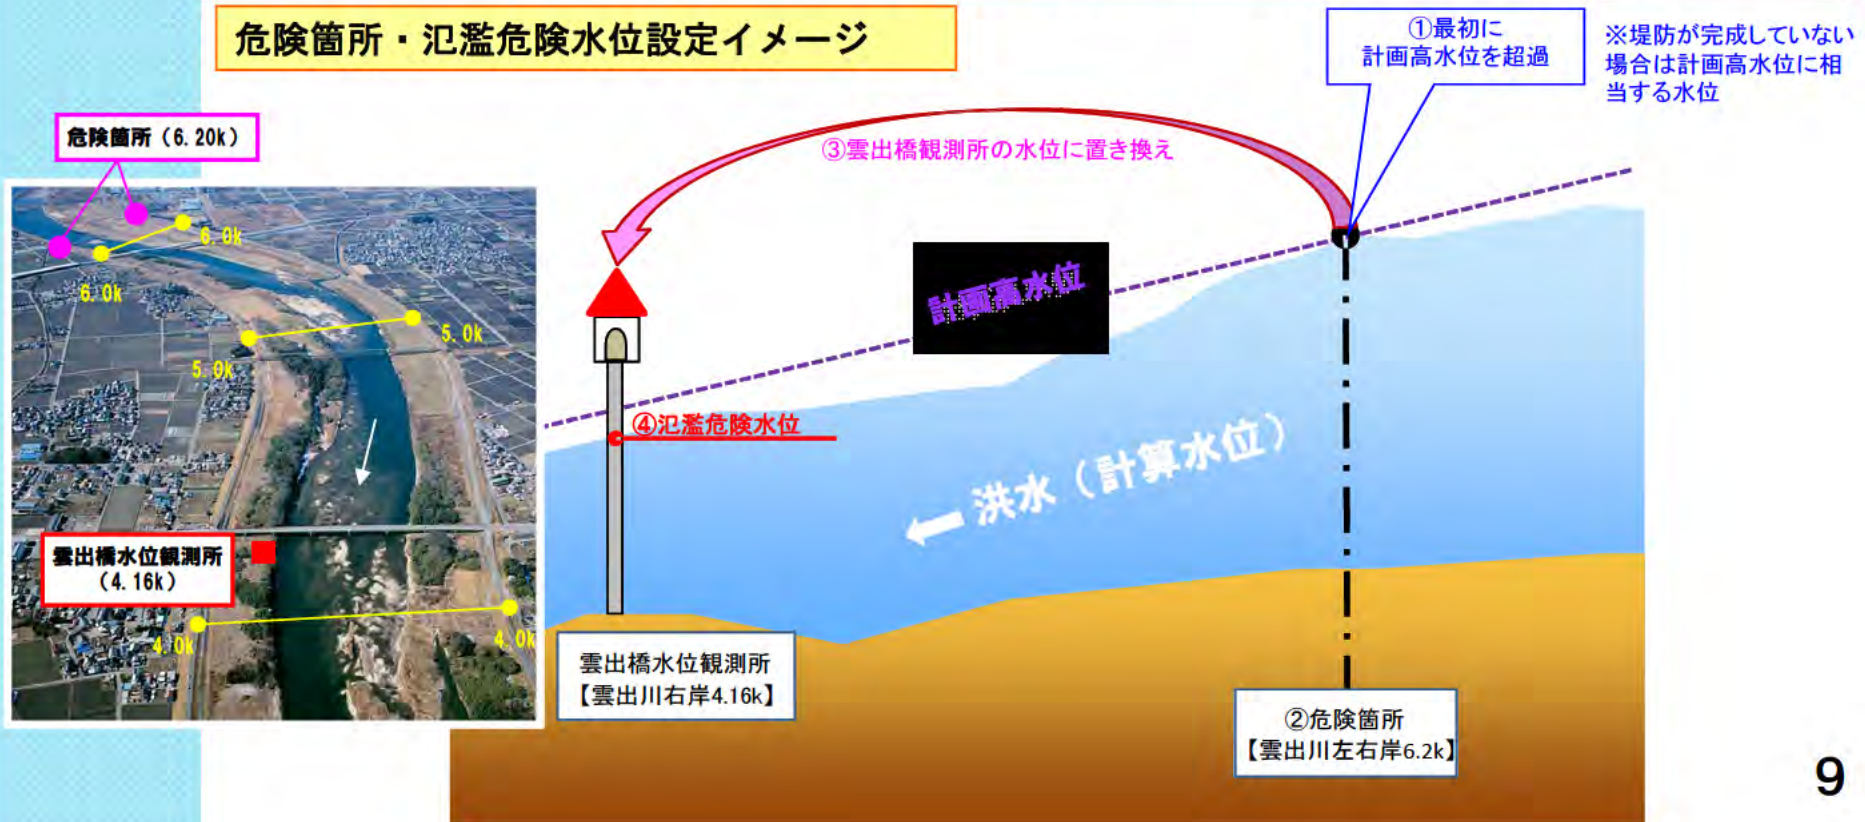 危険箇所・氾濫危険水位設定イメージ
①最初に
計画高水位を超過
※堤防が完成していない
場合は計画高水位に相
当する水位
危険箇所（6.20k）
③雲出橋観測所の水位に置き換え
6.0k
6.0k
計画高水位
5.0k
5.0k
④氾濫危険水位
洪水（計算水位）
雲出橋水位観測所
（4.16k）
4.0k
4.0k
雲出橋水位観測所
【雲出川右岸4.16k】
②危険箇所
【雲出川左右岸6.2k】
9